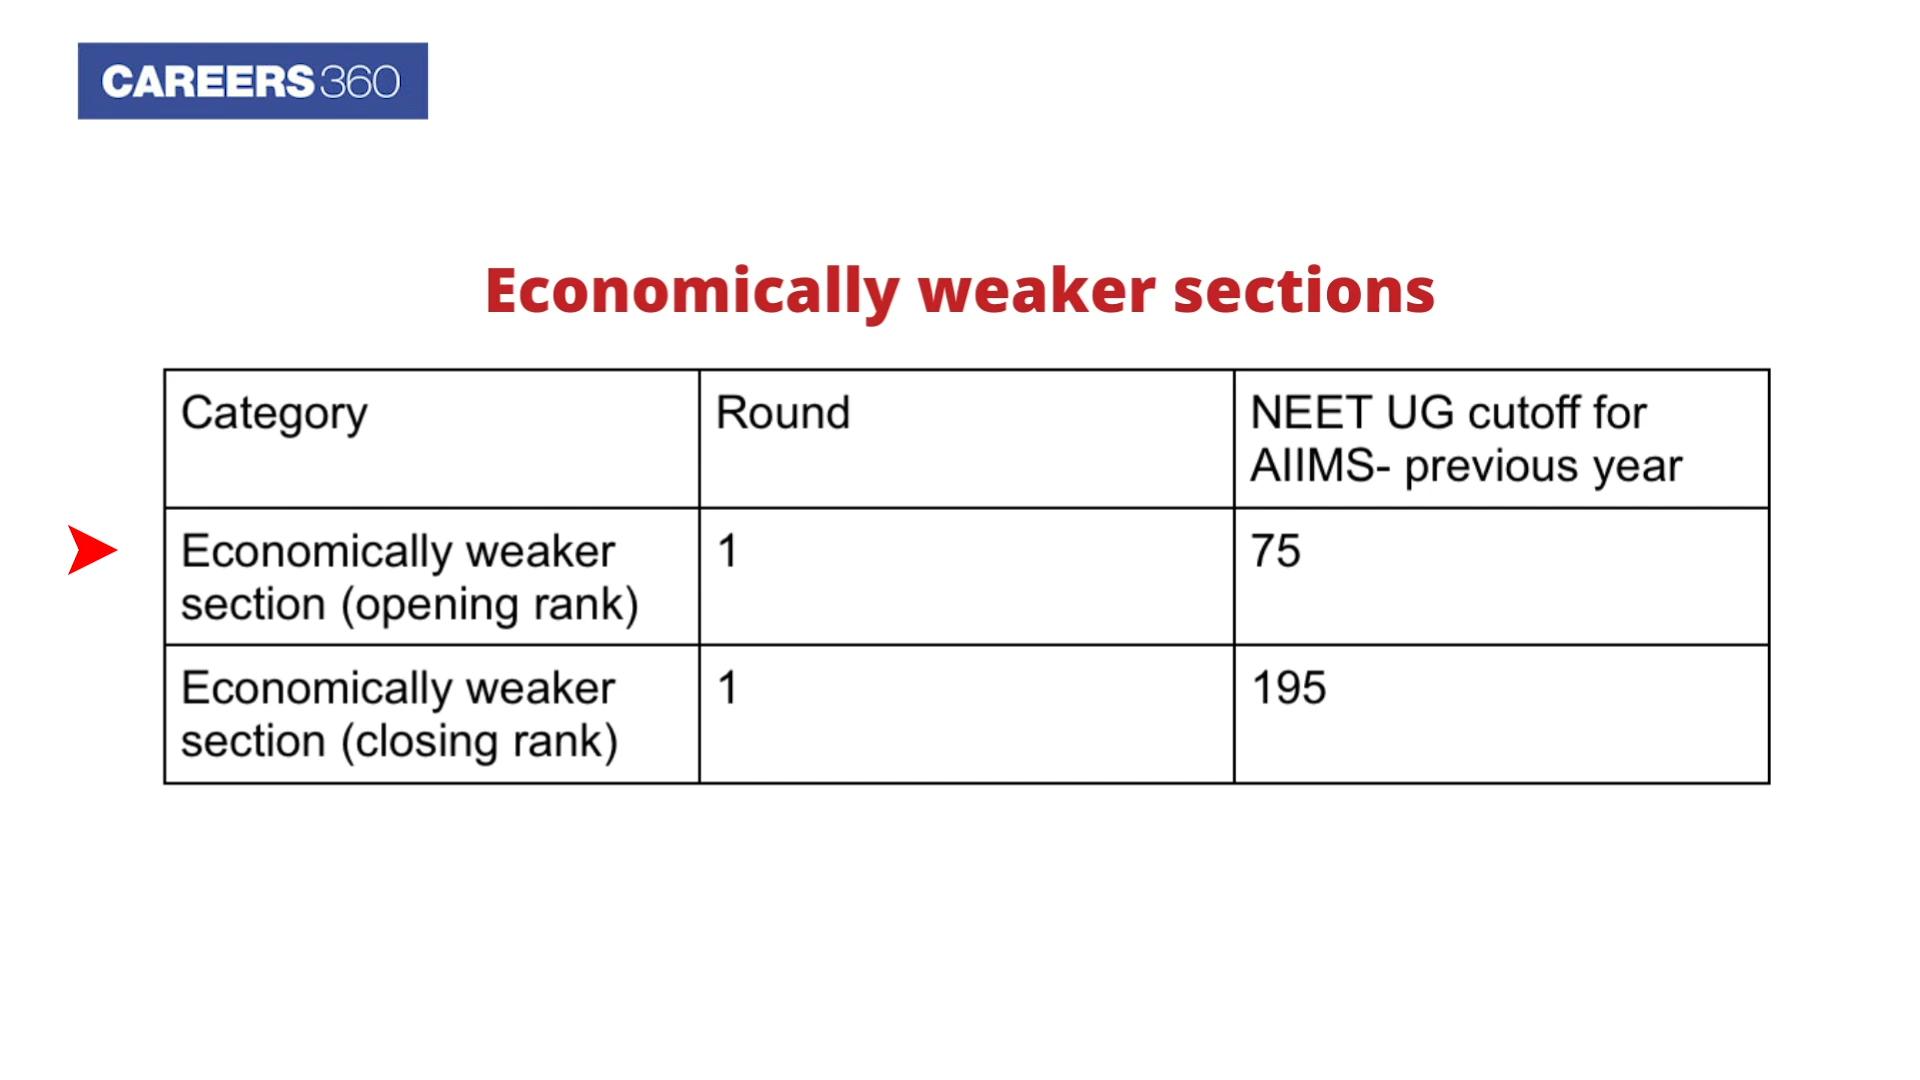 CAREERS360
Economically weaker sections
Category
Round
NEET UG cutoff for
AIIMS- previous year
Economically weaker
section (opening rank)
1
75
Economically weaker
section (closing rank)
1
195